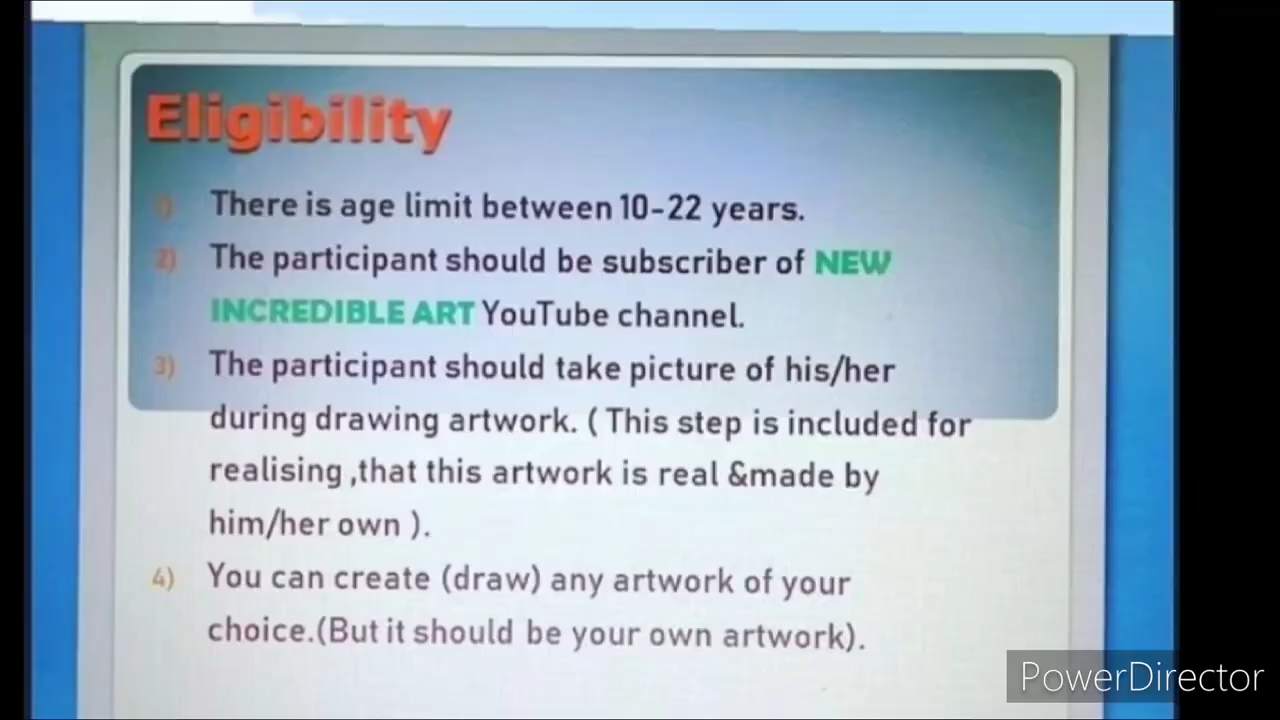 Eligibility
1) There is age limit between 10-22 years.
2) The participant should be subscriber of NEW
INCREDIBLE ART YouTube channel.
3) The participant should take picture of his/her
during drawing artwork. ( This step is included for
realising ,that this artwork is real &made by
him/her own ).
4) You can create (draw) any artwork of your
choice.(But it should be your own artwork).
PowerDirector